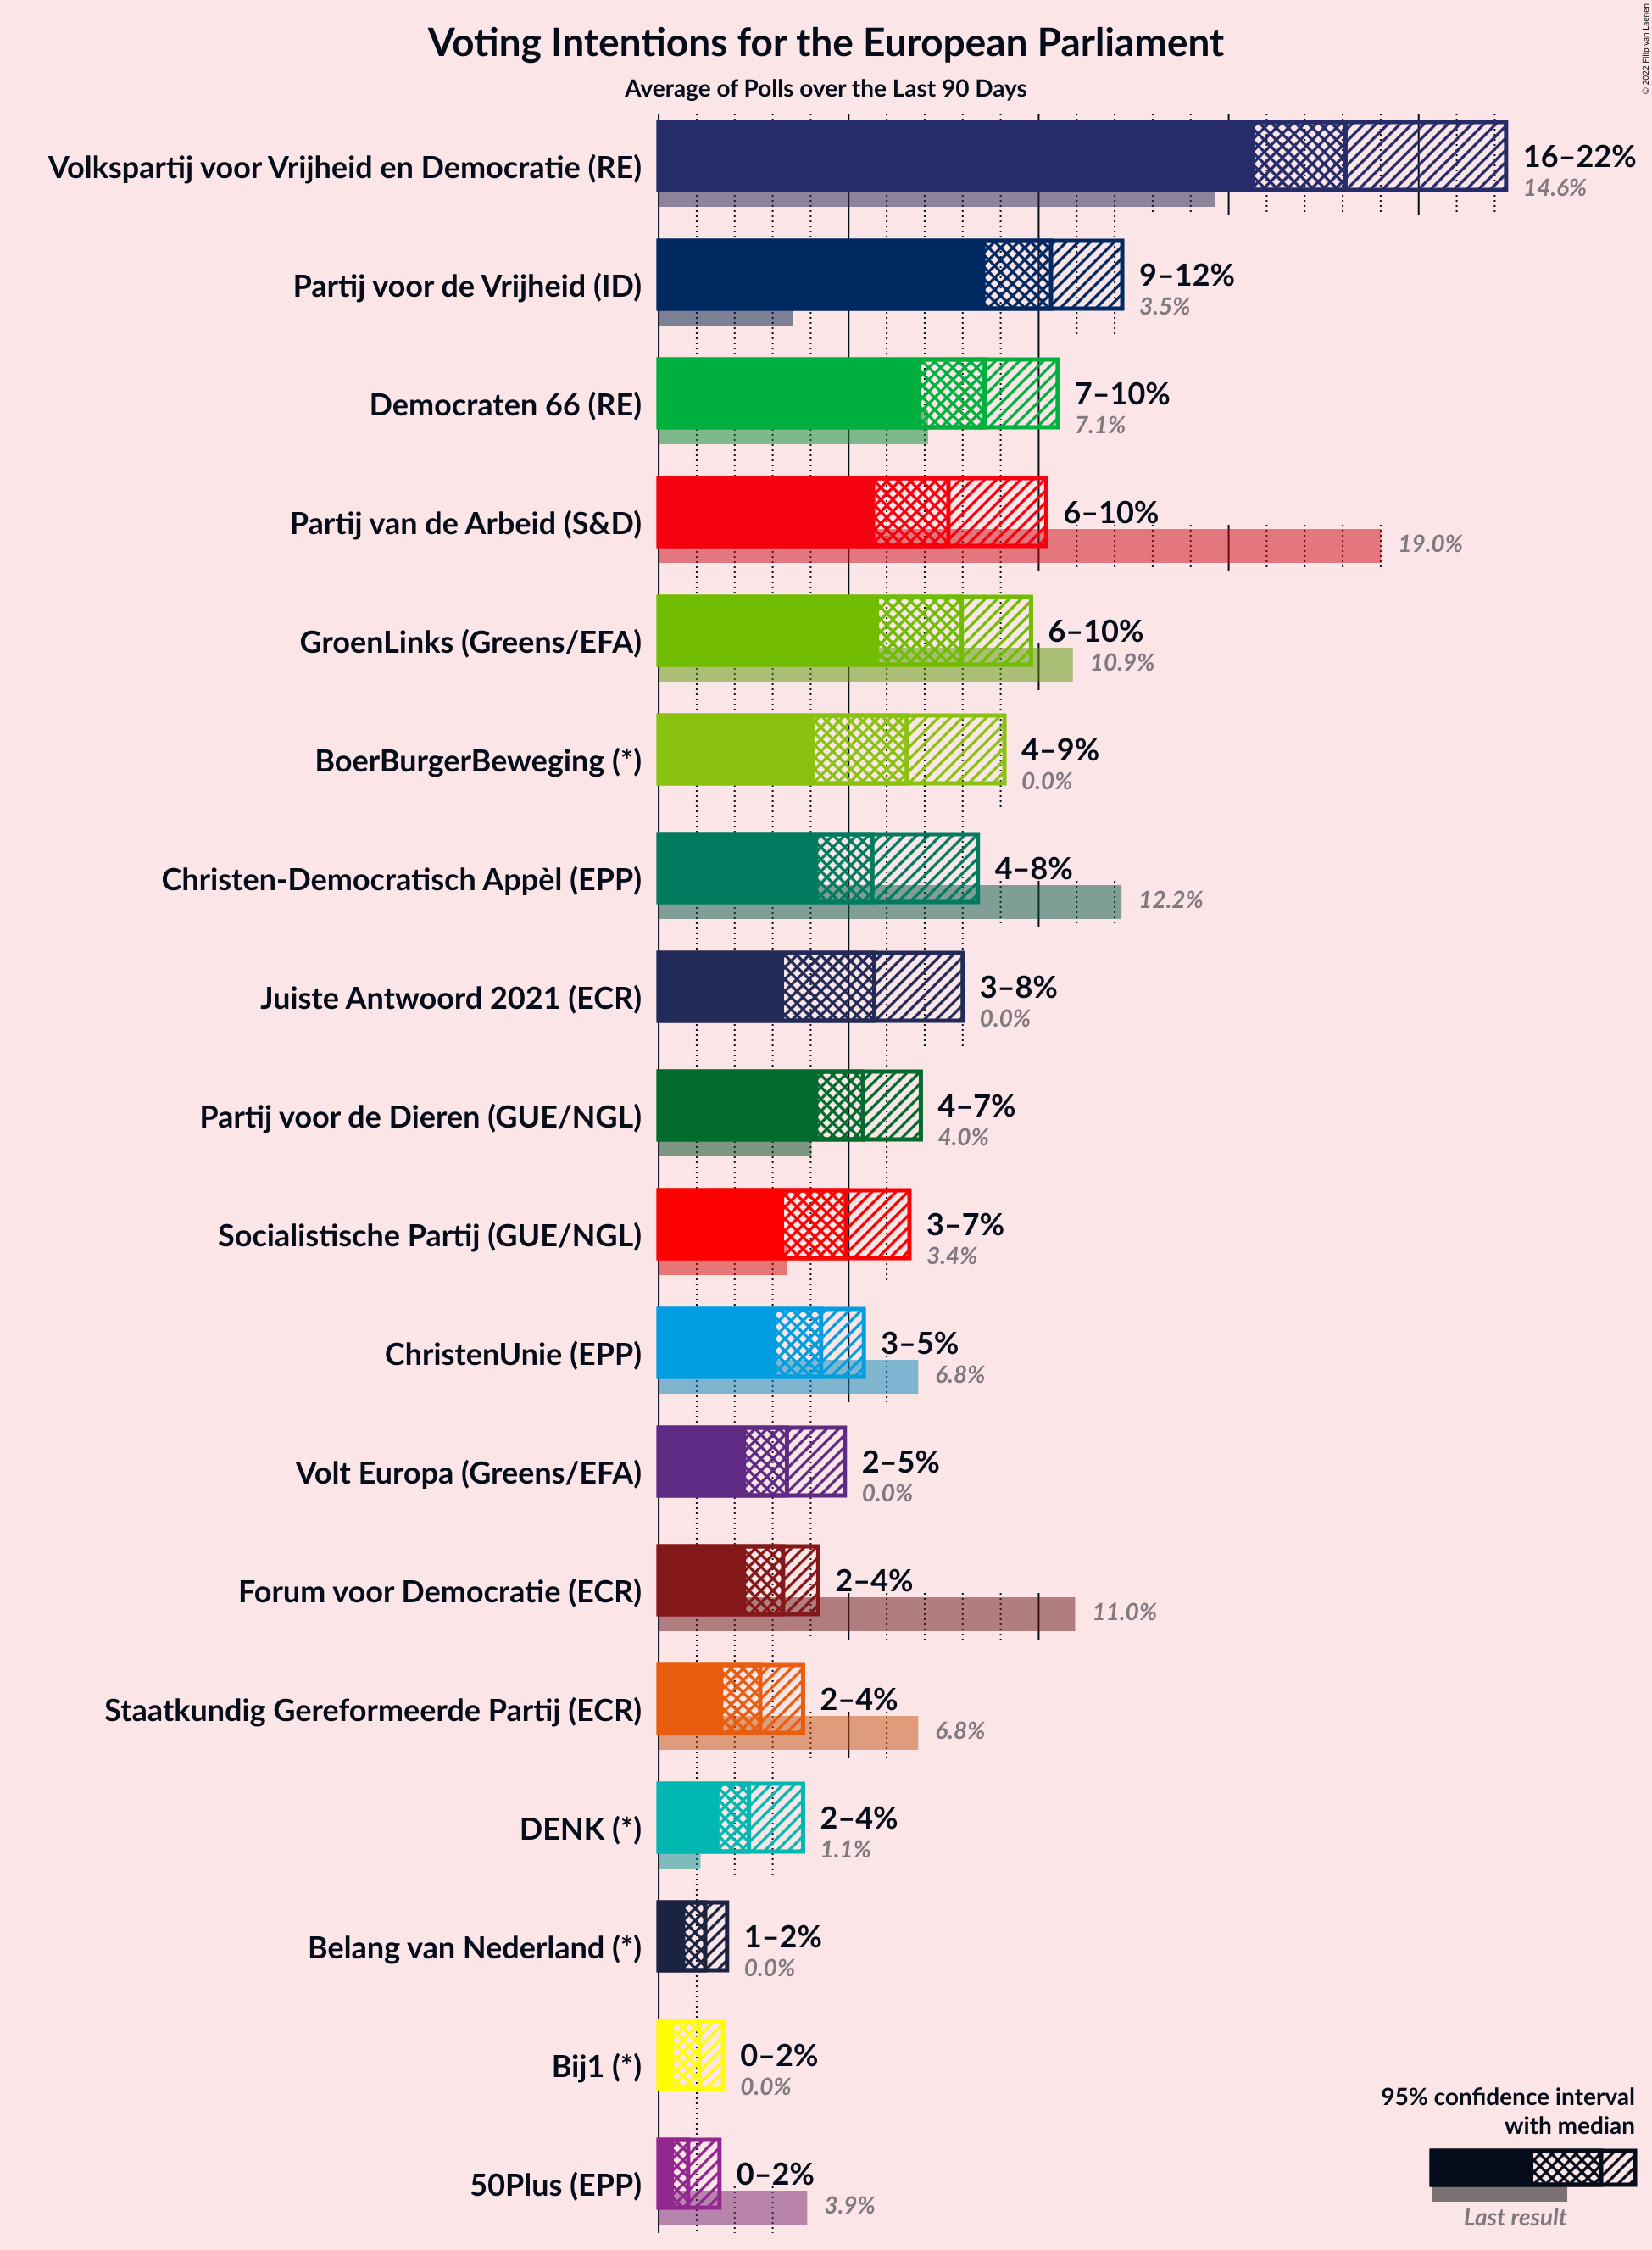 © 2022 Filip van Laenen
Voting Intentions for the European Parliament
Average of Polls over the Last 90 Days
Volkspartij voor Vrijheid en Democratie (RE)
16–22%
14.6%
Partij voor de Vrijheid (ID)
9–12%
3.5%
Democraten 66 (RE)
7–10%
7.1%
Partij van de Arbeid (S&D)
6–10%
19.0%
GroenLinks (Greens/EFA)
6–10%
10.9%
BoerBurgerBeweging (*)
4–9%
0.0%
Christen-Democratisch Appèl (EPP)
4–8%
12.2%
Juiste Antwoord 2021 (ECR)
3–8%
0.0%
Partij voor de Dieren (GUE/NGL)
4–7%
4.0%
Socialistische Partij (GUE/NGL)
3–7%
3.4%
ChristenUnie (EPP)
3–5%
6.8%
Volt Europa (Greens/EFA)
2–5%
0.0%
Forum voor Democratie (ECR)
2–4%
11.0%
Staatkundig Gereformeerde Partij (ECR)
2–4%
6.8%
DENK (*)
2–4%
1.1%
Belang van Nederland (*)
1–2%
0.0%
Bij1 (*)
0–2%
0.0%
50Plus (EPP)
0–2%
3.9%
95% confidence interval
with median
Last result